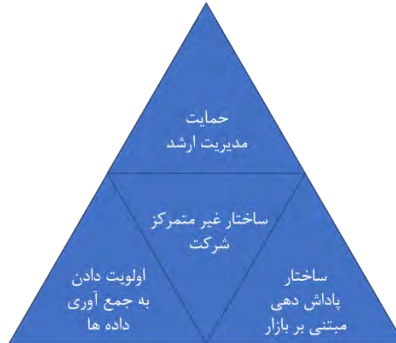 حمایت
مدیریت ارشد
ساختار غیر متمرکز
شرکت
ساختار
پاداش دهی
مبتنی بر بازار
اولویت دادن
به جمع آوری
داده ها